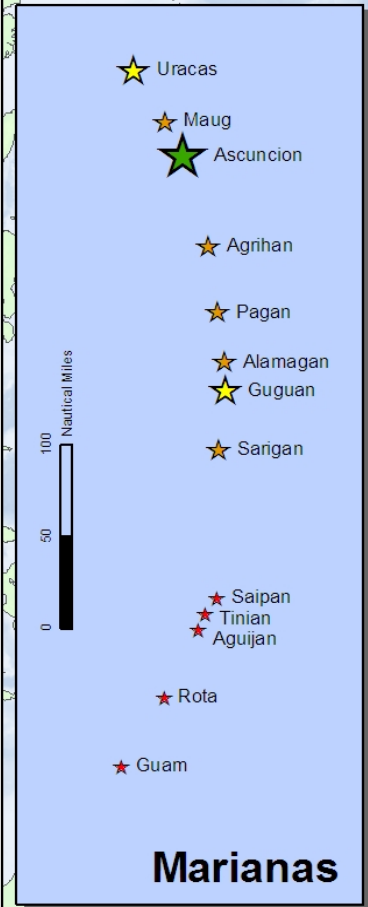 Uracas
Maug
Ascuncion
Agrihan
Pagan
Alamagan
Guguan
Sarigan
Saipan
Tinian
Aguijan
Rota
Guam
0 50 100
Nautical Miles
Marianas